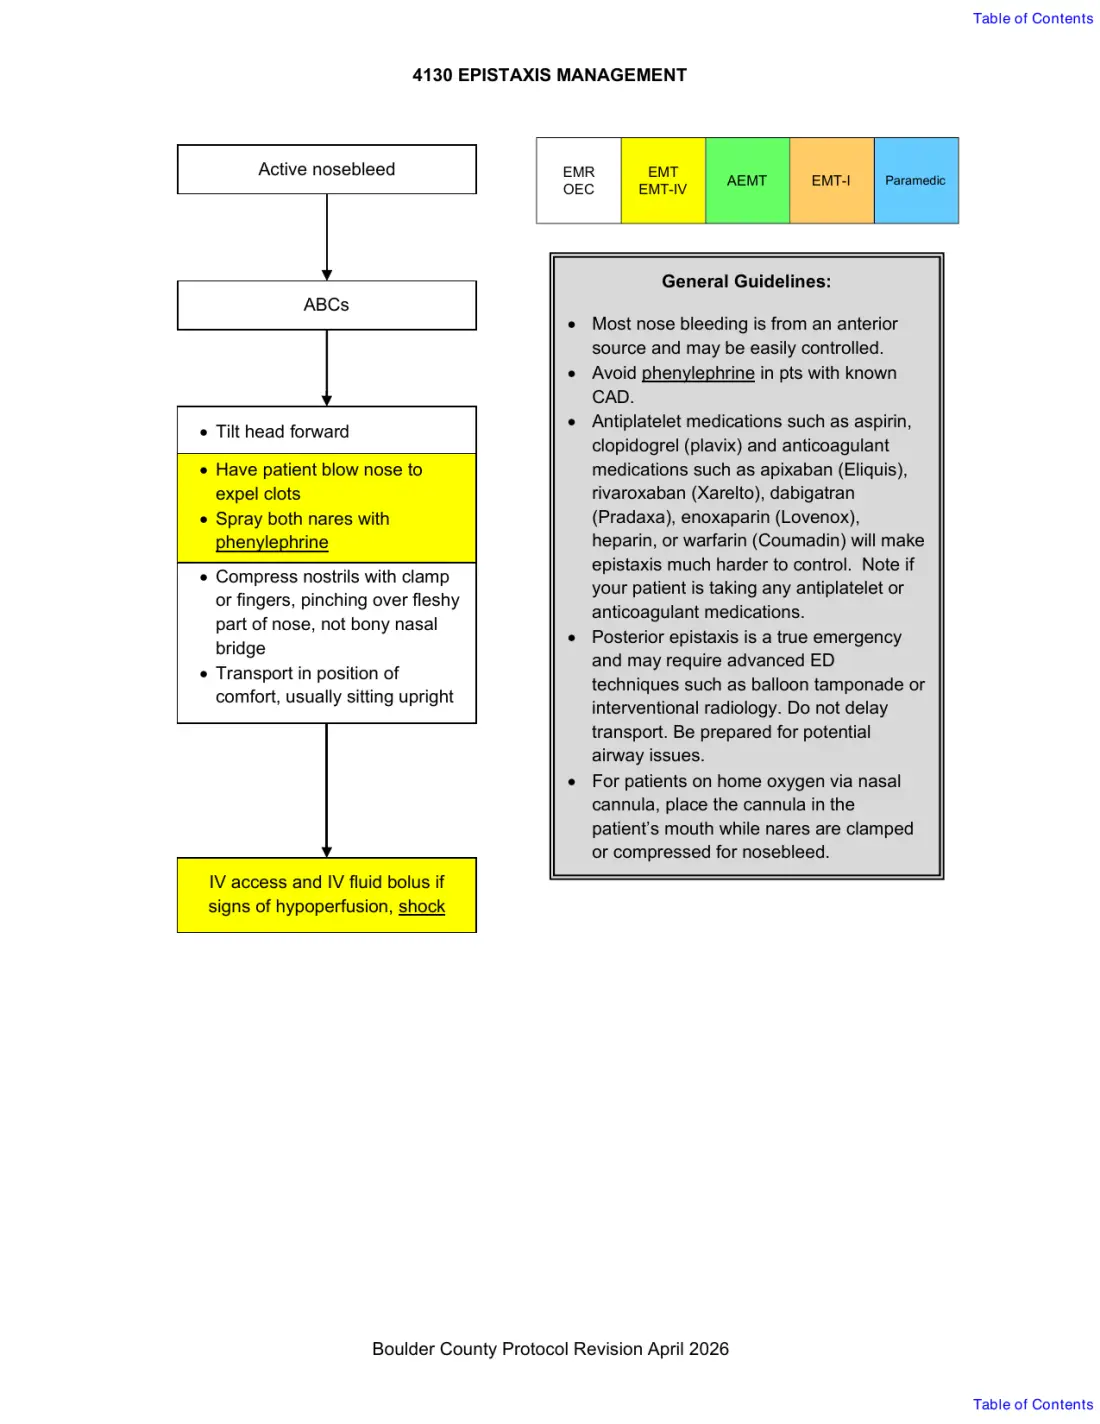 Table of Contents
4130 EPISTAXIS MANAGEMENT
Active nosebleed
ABCs
• Tilt head forward
• Have patient blow nose to
expel clots
• Spray both nares with
phenylephrine
• Compress nostrils with clamp
or fingers, pinching over fleshy
part of nose, not bony nasal
bridge
• Transport in position of
comfort, usually sitting upright
IV access and IV fluid bolus if
signs of hypoperfusion, shock
EMR
OEC
EMT
EMT-IV
AEMT
EMT-I
Paramedic
General Guidelines:
• Most nose bleeding is from an anterior
source and may be easily controlled.
• Avoid phenylephrine in pts with known
CAD.
• Antiplatelet medications such as aspirin,
clopidogrel (plavix) and anticoagulant
medications such as apixaban (Eliquis),
rivaroxaban (Xarelto), dabigatran
(Pradaxa), enoxaparin (Lovenox),
heparin, or warfarin (Coumadin) will make
epistaxis much harder to control.  Note if
your patient is taking any antiplatelet or
anticoagulant medications.
• Posterior epistaxis is a true emergency
and may require advanced ED
techniques such as balloon tamponade or
interventional radiology. Do not delay
transport. Be prepared for potential
airway issues.
• For patients on home oxygen via nasal
cannula, place the cannula in the
patient’s mouth while nares are clamped
or compressed for nosebleed.
Boulder County Protocol Revision April 2026
Table of Contents